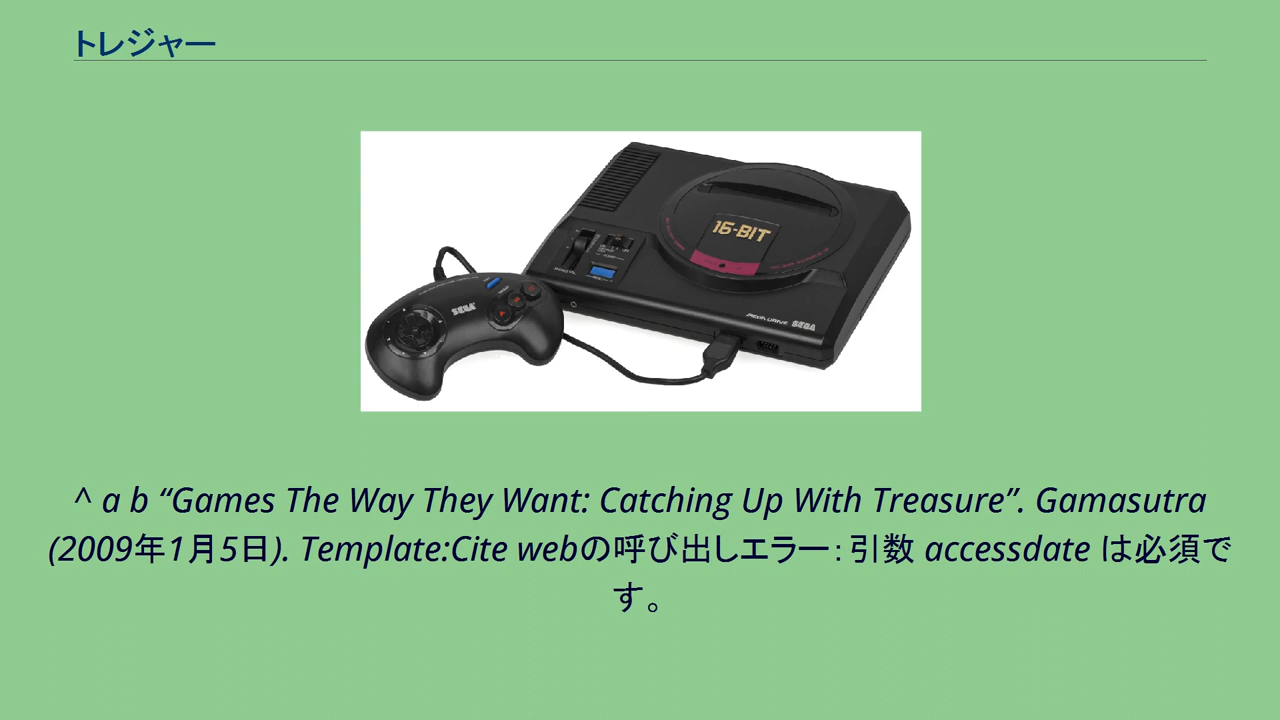 トレジャー
16-BIT
SEGA
MEGA DRIVE SEGA
^ a b “Games The Way They Want: Catching Up With Treasure”. Gamasutra
(2009年1月5日). Template:Cite webの呼び出しエラー：引数 accessdate は必須で
す。